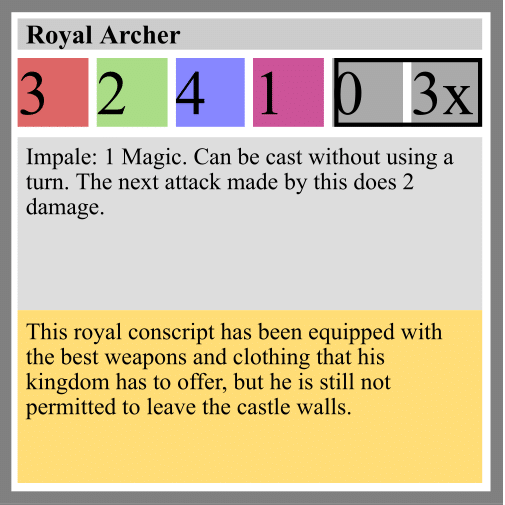 Royal Archer
3 2 4 1 0 3x
Impale: 1 Magic. Can be cast without using a
turn. The next attack made by this does 2
damage.
This royal conscript has been equipped with
the best weapons and clothing that his
kingdom has to offer, but he is still not
permitted to leave the castle walls.